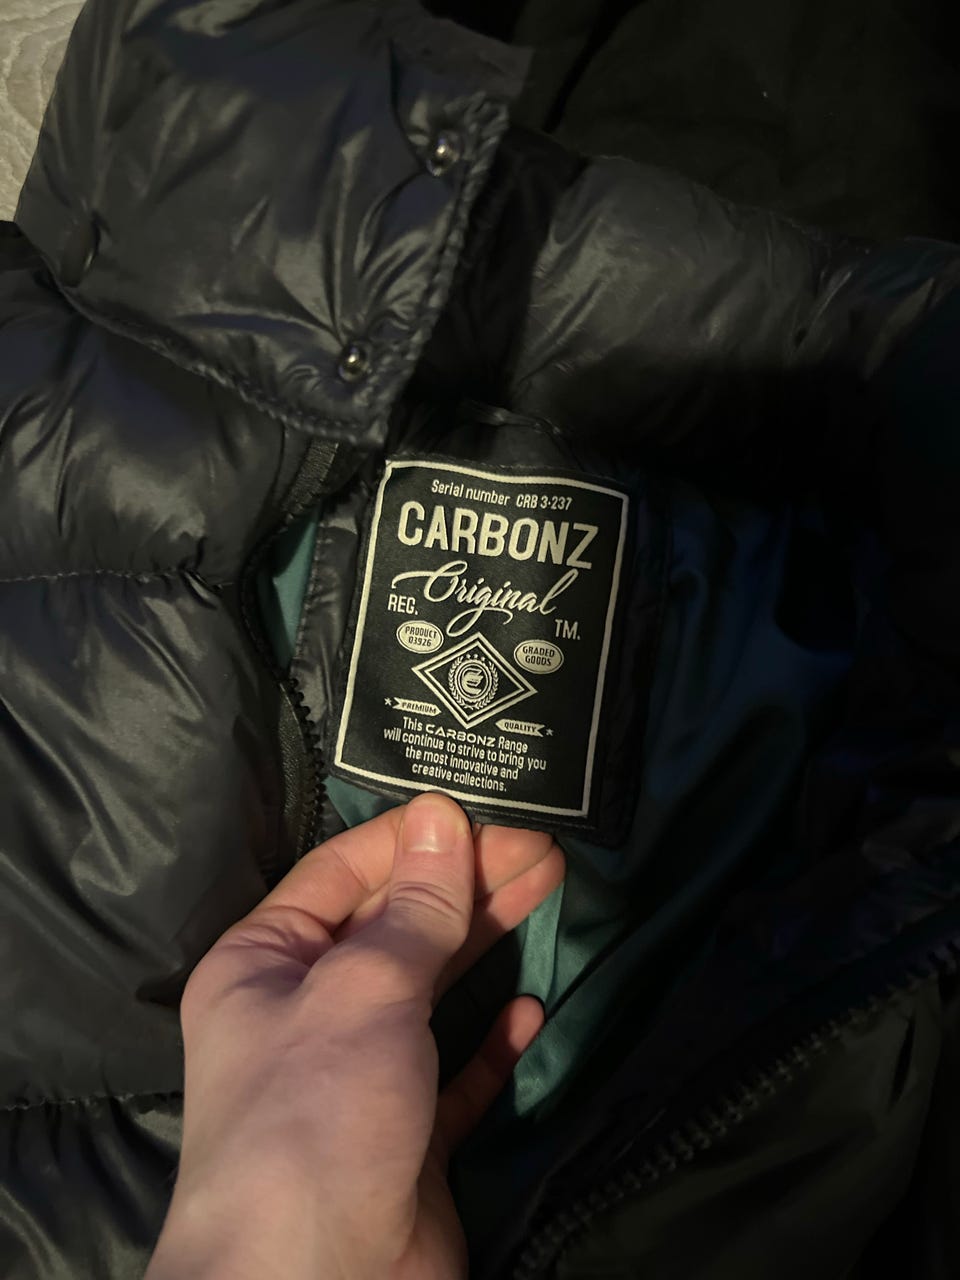 Serial number CRB 3-237
CARBONZ
Original
REG.
TM.
PRODUCT
03926
GRADED
GOODS
PREMIUM
QUALITY
This CARBONZ Range
will continue to strive to bring you
the most innovative and
creative collections.